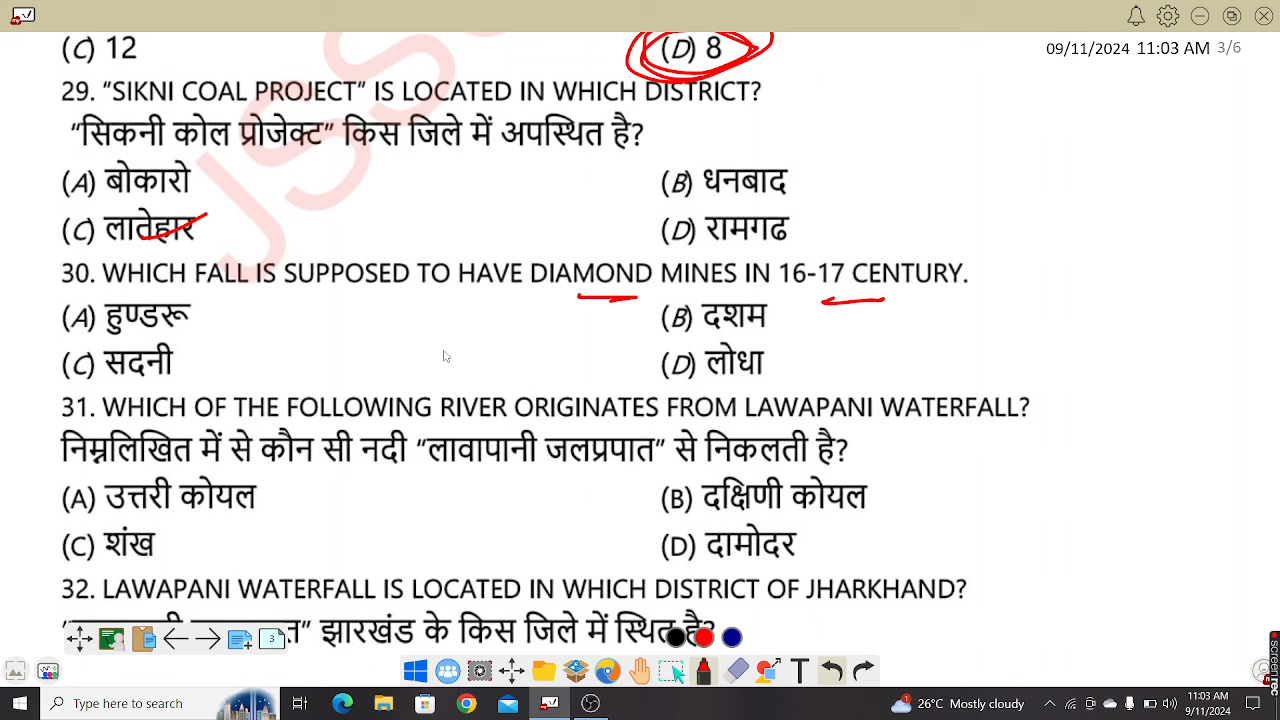 (C) 12 (D) 8
09/11/2024 11:03 AM 3/6
29. “SIKNI COAL PROJECT” IS LOCATED IN WHICH DISTRICT?
“सिकनी कोल प्रोजेक्ट” किस जिले में अपस्थित है?
(A) बोकारो (B) धनबाद
(C) लातेहार (D) रामगढ
30. WHICH FALL IS SUPPOSED TO HAVE DIAMOND MINES IN 16-17 CENTURY.
(A) हुण्डरू (B) दशम
(C) सदनी (D) लोधा
31. WHICH OF THE FOLLOWING RIVER ORIGINATES FROM LAWAPANI WATERFALL?
निम्नलिखित में से कौन सी नदी “लावापानी जलप्रपात” से निकलती है?
(A) उत्तरी कोयल (B) दक्षिणी कोयल
(C) शंख (D) दामोदर
32. LAWAPANI WATERFALL IS LOCATED IN WHICH DISTRICT OF JHARKHAND?
झारखंड के किस जिले में स्थित है?
3
Type here to search
26°C Mostly cloudy
11:03 AM
9/11/2024